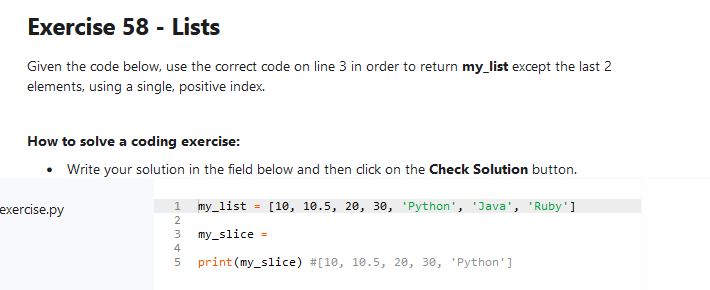 Exercise 58 - Lists
Given the code below, use the correct code on line 3 in order to return my_list except the last 2
elements, using a single, positive index.
How to solve a coding exercise:
• Write your solution in the field below and then click on the Check Solution button.
exercise.py
1 my_list = [10, 10.5, 20, 30, 'Python', 'Java', 'Ruby']
2
3 my_slice =
4
5 print(my_slice) #[10, 10.5, 20, 30, 'Python']